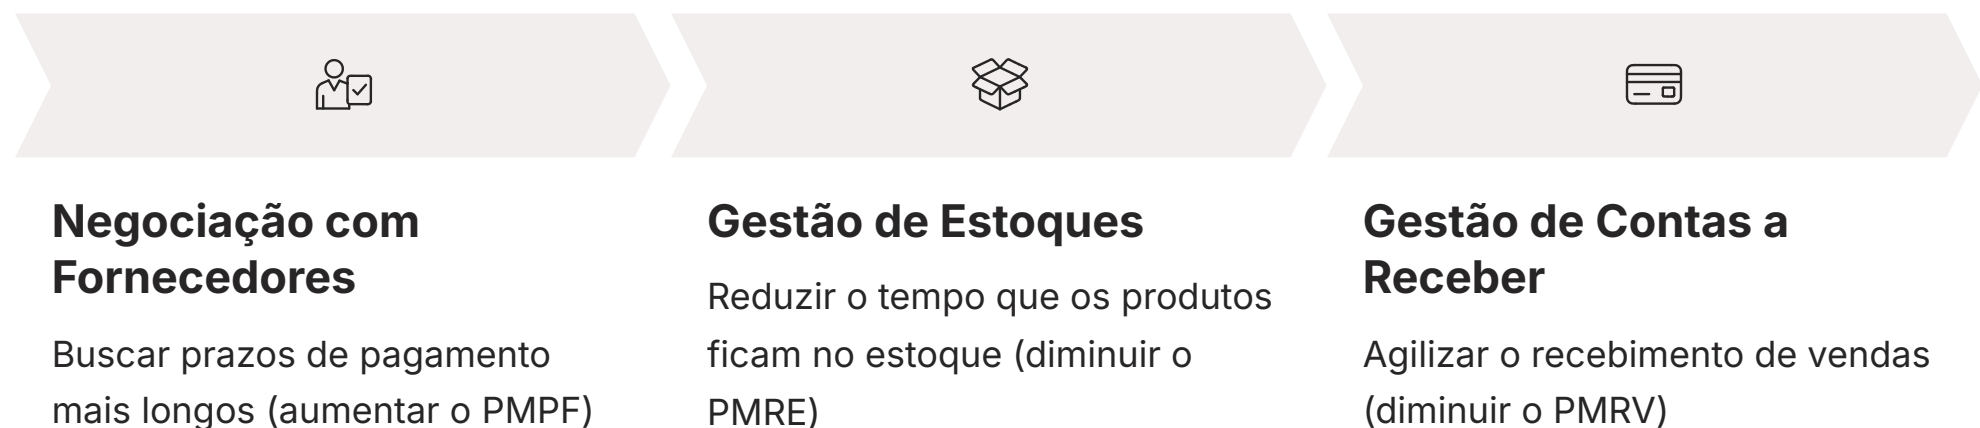 Negociação com
Fornecedores
Buscar prazos de pagamento
mais longos (aumentar o PMPF)
Gestão de Estoques
Reduzir o tempo que os produtos
ficam no estoque (diminuir o
PMRE)
Gestão de Contas a
Receber
Agilizar o recebimento de vendas
(diminuir o PMRV)